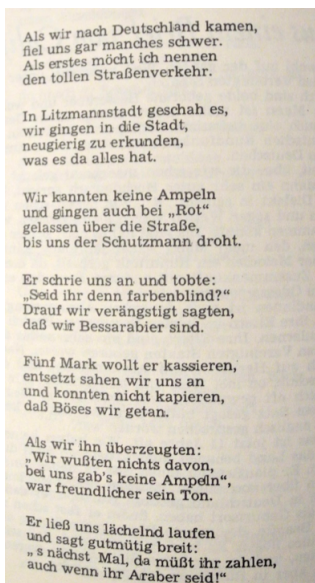 Als wir nach Deutschland kamen,
fiel uns gar manches schwer.
Als erstes möcht ich nennen
den tollen Straßenverkehr.

In Litzmannstadt geschah es,
wir gingen in die Stadt,
neugierig zu erkunden,
was es da alles hat.

Wir kannten keine Ampeln
und gingen auch bei „Rot“
gelassen über die Straße,
bis uns der Schutzmann droht.

Er schrie uns an und tobte:
„Seid ihr denn farbenblind?“
Drauf wir verängstigt sagten,
daß wir Bessarabier sind.

Fünf Mark wollt er kassieren,
entsetzt sahen wir uns an
und konnten nicht kapieren,
daß Böses wir getan.

Als wir ihn überzeugten:
„Wir wußten nichts davon,
bei uns gab's keine Ampeln“,
war freundlicher sein Ton.

Er ließ uns lächelnd laufen
und sagt gutmütig breit:
„ s nächst Mal, da müßt ihr zahlen,
auch wenn ihr Araber seid!“